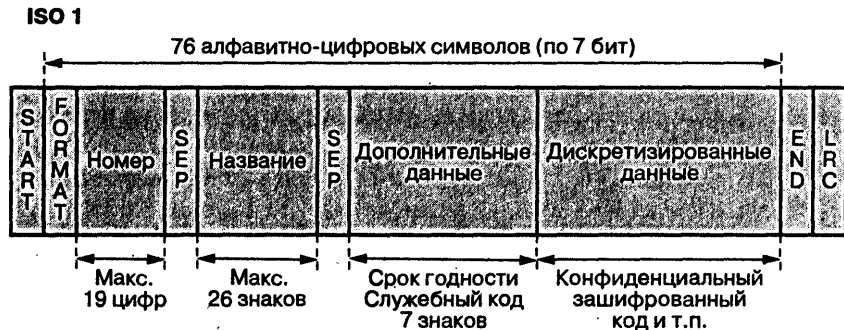 ISO 1
76 алфавитно-цифровых символов (по 7 бит)
START
FORMAT
Номер
SEP
Название
SEP
Дополнительные
данные
Дискретизированные
данные
END
LRC
Макс.
19 цифр
Макс.
26 знаков
Срок годности
Служебный код
7 знаков
Конфиденциальный
зашифрованный
код и т.п.